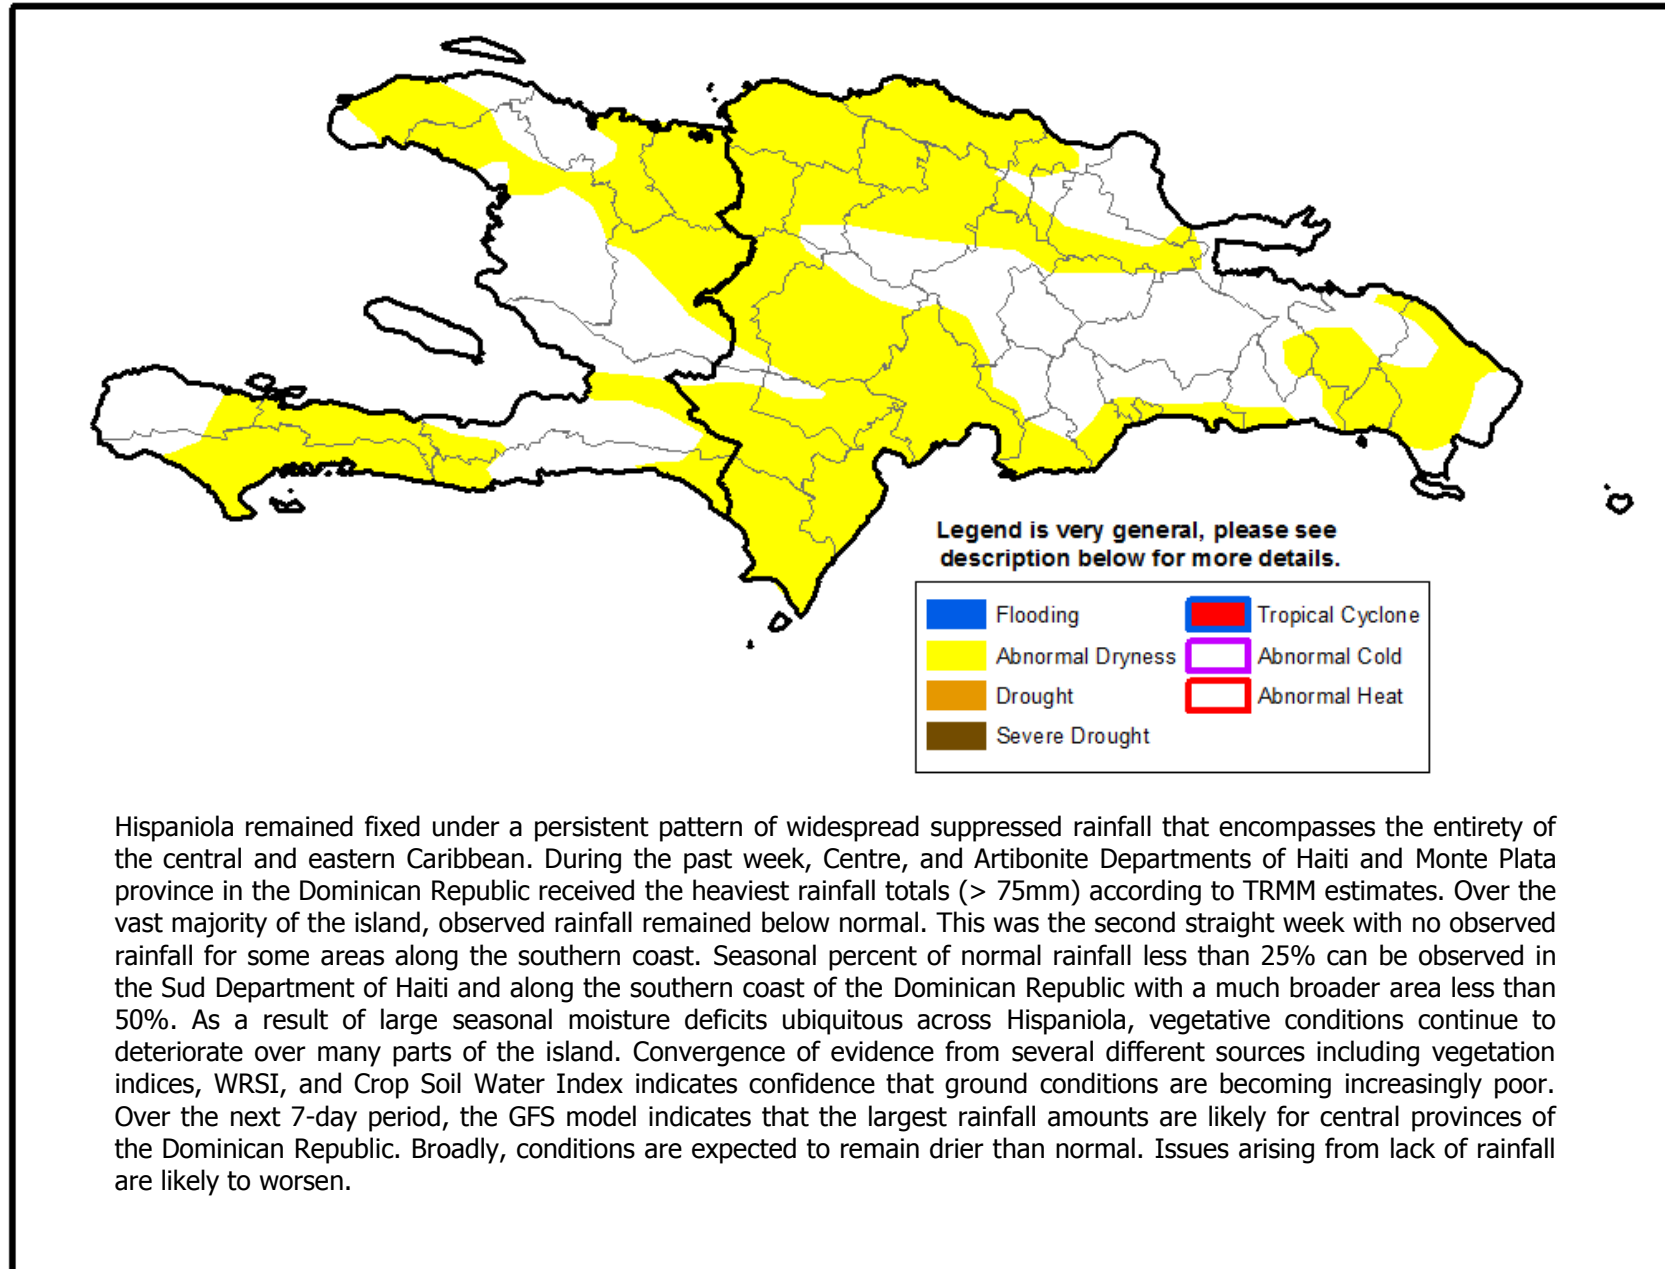 Legend is very general, please see
description below for more details.
Flooding
Tropical Cyclone
Abnormal Dryness
Abnormal Cold
Drought
Abnormal Heat
Severe Drought
Hispaniola remained fixed under a persistent pattern of widespread suppressed rainfall that encompasses the entirety of
the central and eastern Caribbean. During the past week, Centre, and Artibonite Departments of Haiti and Monte Plata
province in the Dominican Republic received the heaviest rainfall totals (> 75mm) according to TRMM estimates. Over the
vast majority of the island, observed rainfall remained below normal. This was the second straight week with no observed
rainfall for some areas along the southern coast. Seasonal percent of normal rainfall less than 25% can be observed in
the Sud Department of Haiti and along the southern coast of the Dominican Republic with a much broader area less than
50%. As a result of large seasonal moisture deficits ubiquitous across Hispaniola, vegetative conditions continue to
deteriorate over many parts of the island. Convergence of evidence from several different sources including vegetation
indices, WRSI, and Crop Soil Water Index indicates confidence that ground conditions are becoming increasingly poor.
Over the next 7-day period, the GFS model indicates that the largest rainfall amounts are likely for central provinces of
the Dominican Republic. Broadly, conditions are expected to remain drier than normal. Issues arising from lack of rainfall
are likely to worsen.